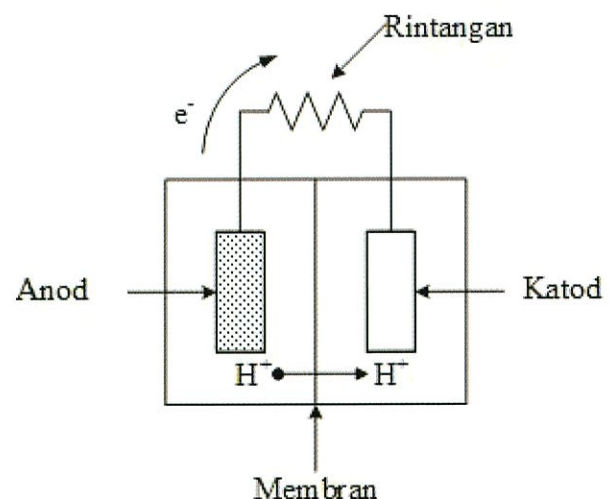 Rintangan
e⁻
Anod
Katod
H⁺
H⁺
Membran